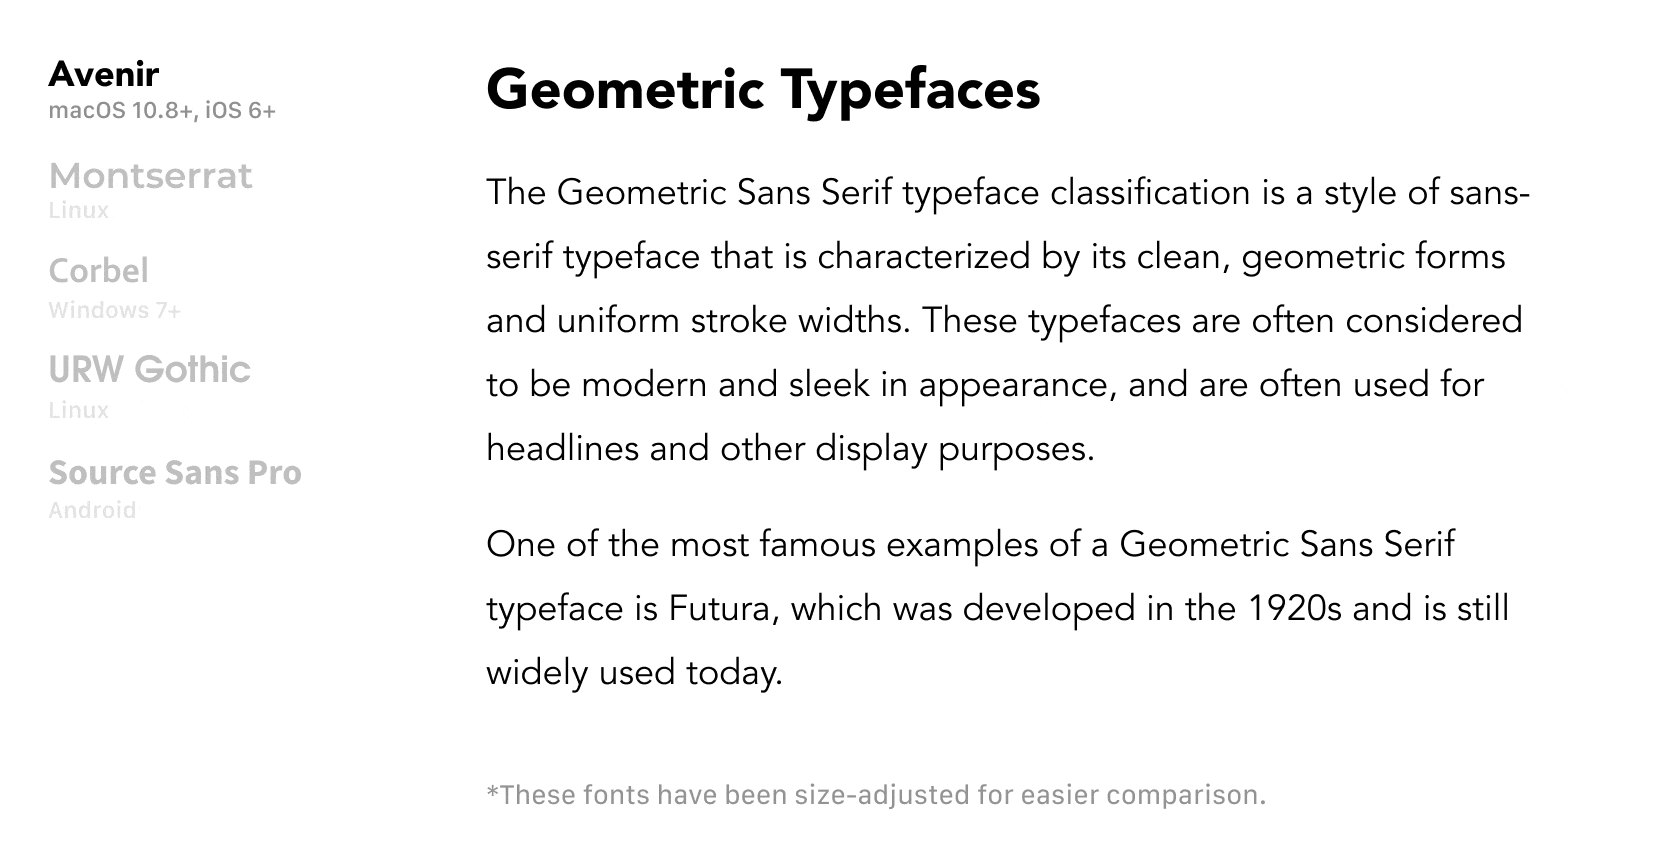 Avenir
macOS 10.8+, iOS 6+
Montserrat
Linux
Corbel
Windows 7+
URW Gothic
Linux
Source Sans Pro
Android
Geometric Typefaces
The Geometric Sans Serif typeface classification is a style of sans-
serif typeface that is characterized by its clean, geometric forms
and uniform stroke widths. These typefaces are often considered
to be modern and sleek in appearance, and are often used for
headlines and other display purposes.
One of the most famous examples of a Geometric Sans Serif
typeface is Futura, which was developed in the 1920s and is still
widely used today.
*These fonts have been size-adjusted for easier comparison.